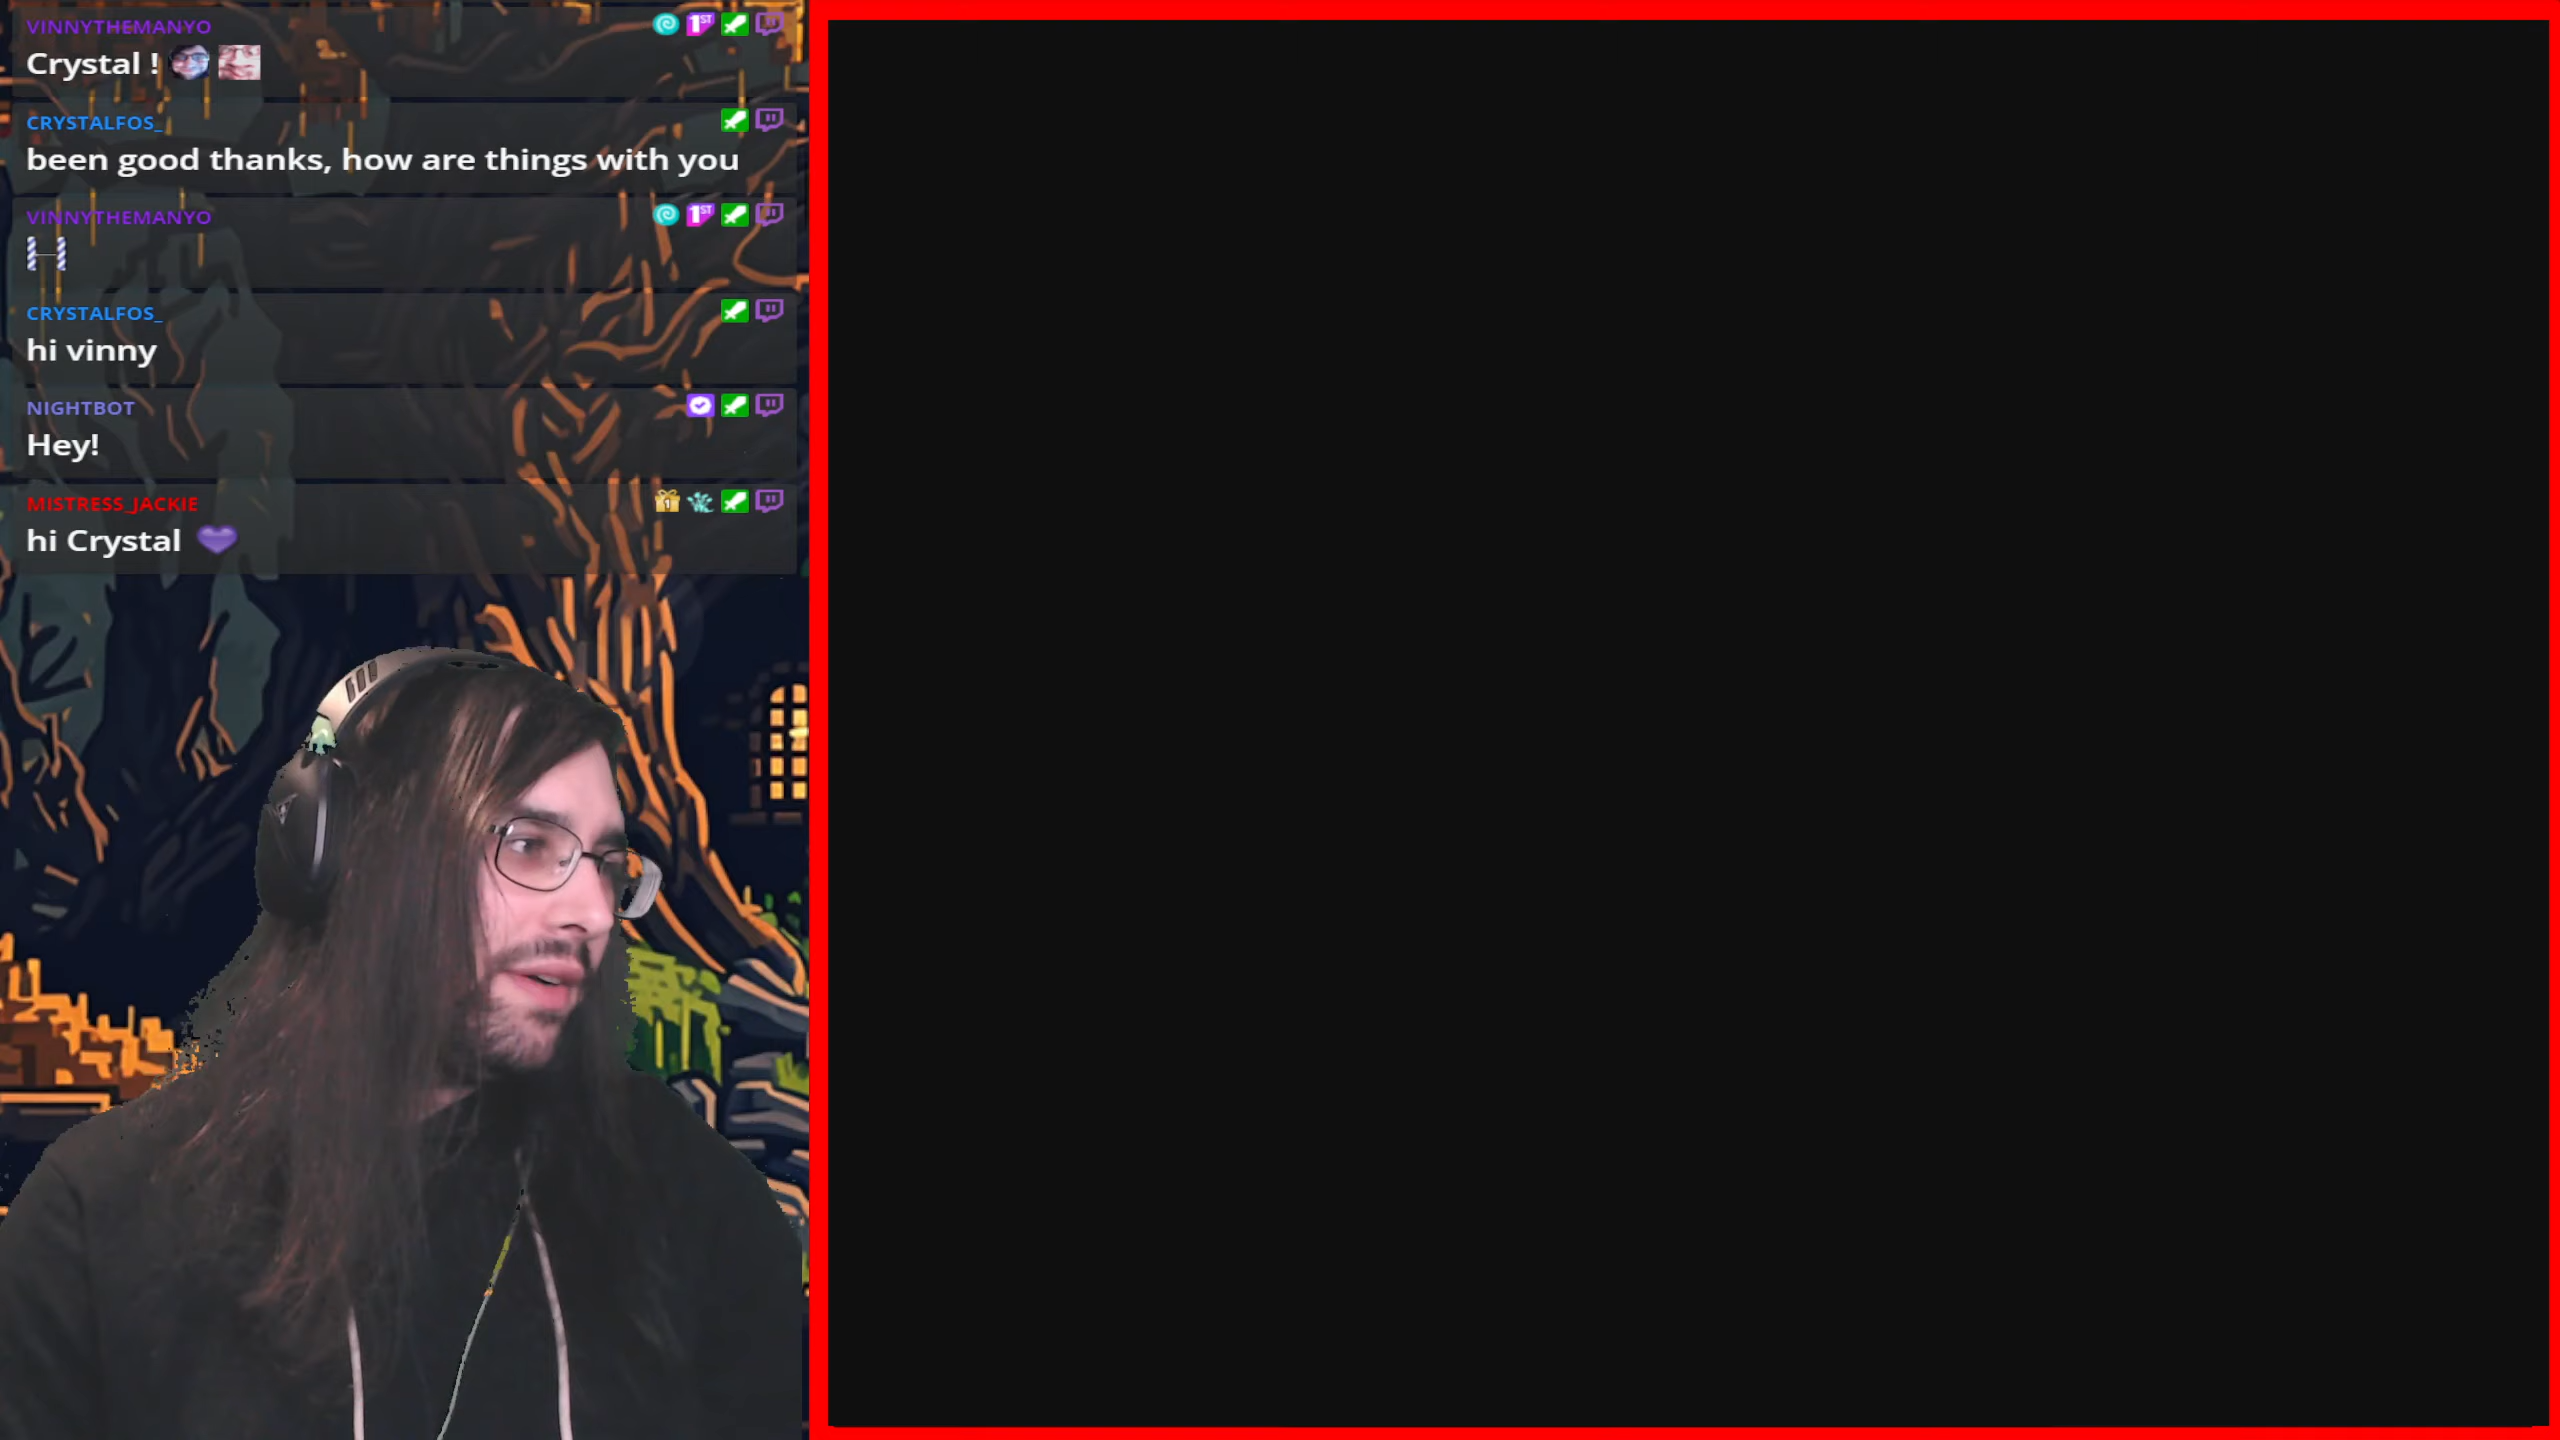 VINNYTHEMANYO
Crystal !
CRYSTALFOS_
been good thanks, how are things with you
VINNYTHEMANYO
CRYSTALFOS_
hi vinny
NIGHTBOT
Hey!
MISTRESS_JACKIE
hi Crystal